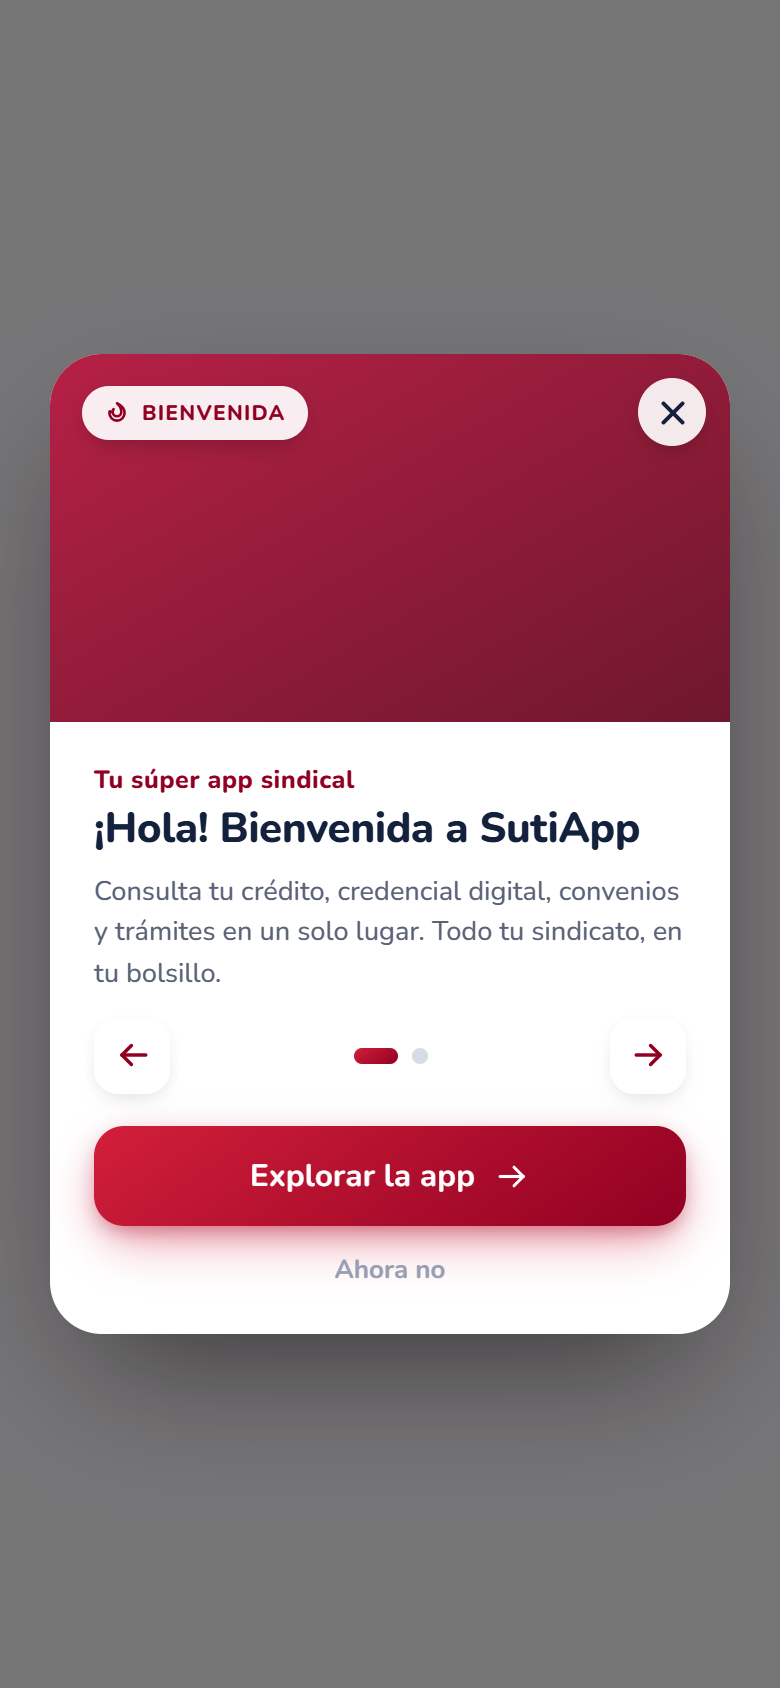 BIENVENIDA
Tu súper app sindical
¡Hola! Bienvenida a SutiApp
Consulta tu crédito, credencial digital, convenios
y trámites en un solo lugar. Todo tu sindicato, en
tu bolsillo.
Explorar la app
Ahora no